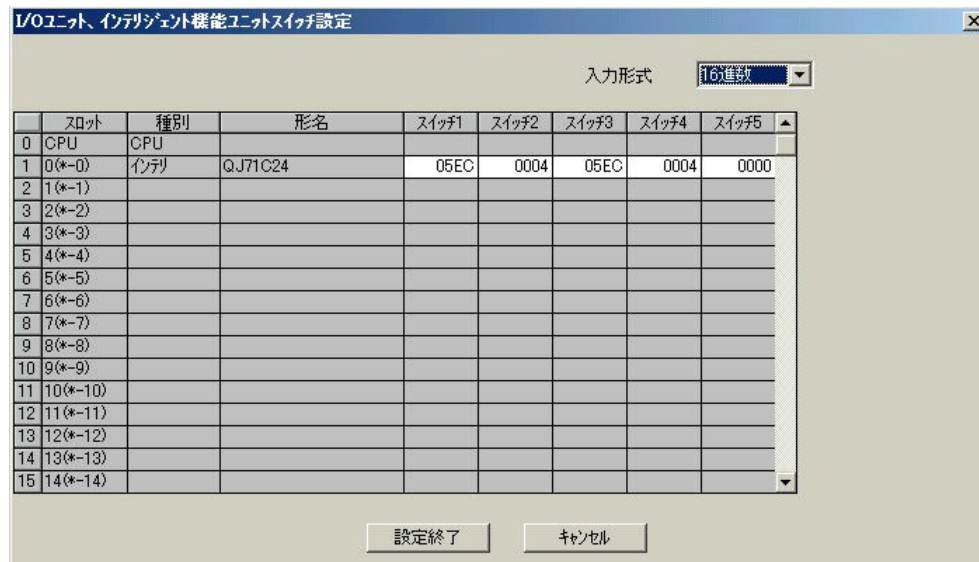 I/Oユニット、インテリジェント機能ユニットスイッチ設定
入力形式 16進数
スロット 種別 形名 スイッチ1 スイッチ2 スイッチ3 スイッチ4 スイッチ5
0 CPU CPU
1 0(*-0) インテリ QJ71C24 05EC 0004 05EC 0004 0000
2 1(*-1)
3 2(*-2)
4 3(*-3)
5 4(*-4)
6 5(*-5)
7 6(*-6)
8 7(*-7)
9 8(*-8)
10 9(*-9)
11 10(*-10)
12 11(*-11)
13 12(*-12)
14 13(*-13)
15 14(*-14)
設定終了 キャンセル